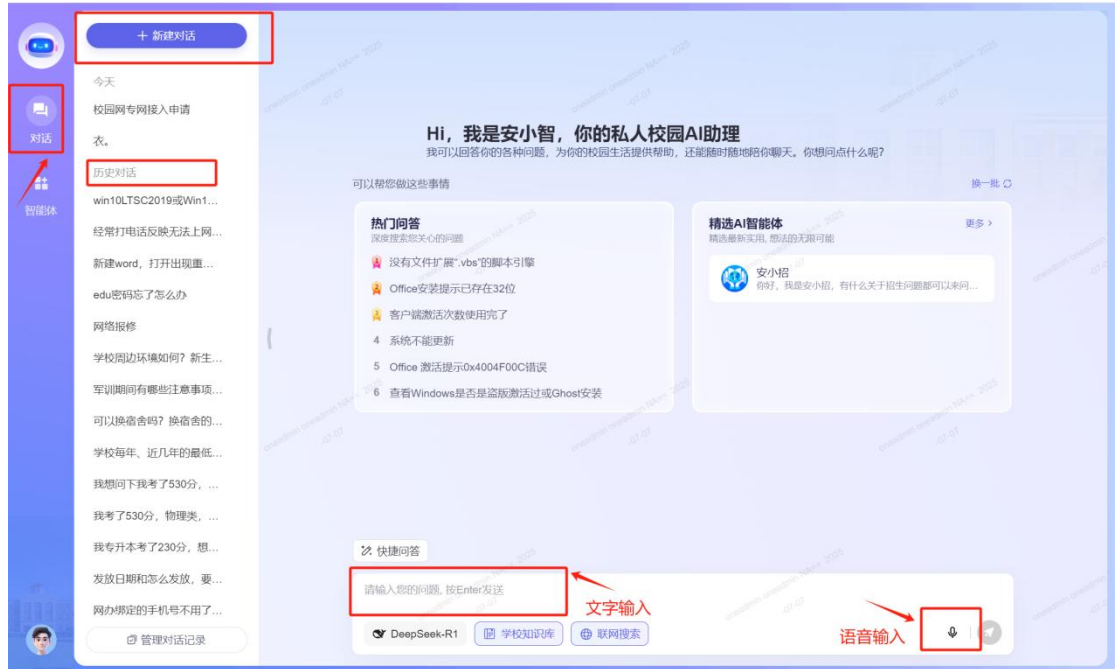 + 新建对话
今天
校园网专网接入申请
对话
衣。
历史对话
智能体
win10LTSC2019或Win1...
经常打电话反映无法上网...
新建word，打开出现重...
edu密码忘了怎么办
网络报修
学校周边环境如何？新生...
军训期间有哪些注意事项...
可以换宿舍吗？换宿舍的...
学校每年、近几年的最低...
我想问下我考了530分，...
我考了530分，物理类，...
我专升本考了230分，想...
发放日期和怎么发放，要...
网办绑定的手机号不用了...
管理对话记录
Hi，我是安小智，你的私人校园AI助理
我可以回答你的各种问题，为你的校园生活提供帮助，还能随时随地陪你聊天。你想问点什么呢？
可以帮您做这些事情
换一批
热门问答
深度搜索您关心的问题
没有文件扩展“.vbs”的脚本引擎
Office安装提示已存在32位
客户端激活次数使用完了
4 系统不能更新
5 Office 激活提示0x4004F00C错误
6 查看Windows是否是盗版激活过或Ghost安装
精选AI智能体
更多 >
精选最新实用, 想法的无限可能
安小招
你好，我是安小招，有什么关于招生问题都可以来问...
快捷问答
请输入您的问题, 按Enter发送
文字输入
DeepSeek-R1
学校知识库
联网搜索
语音输入